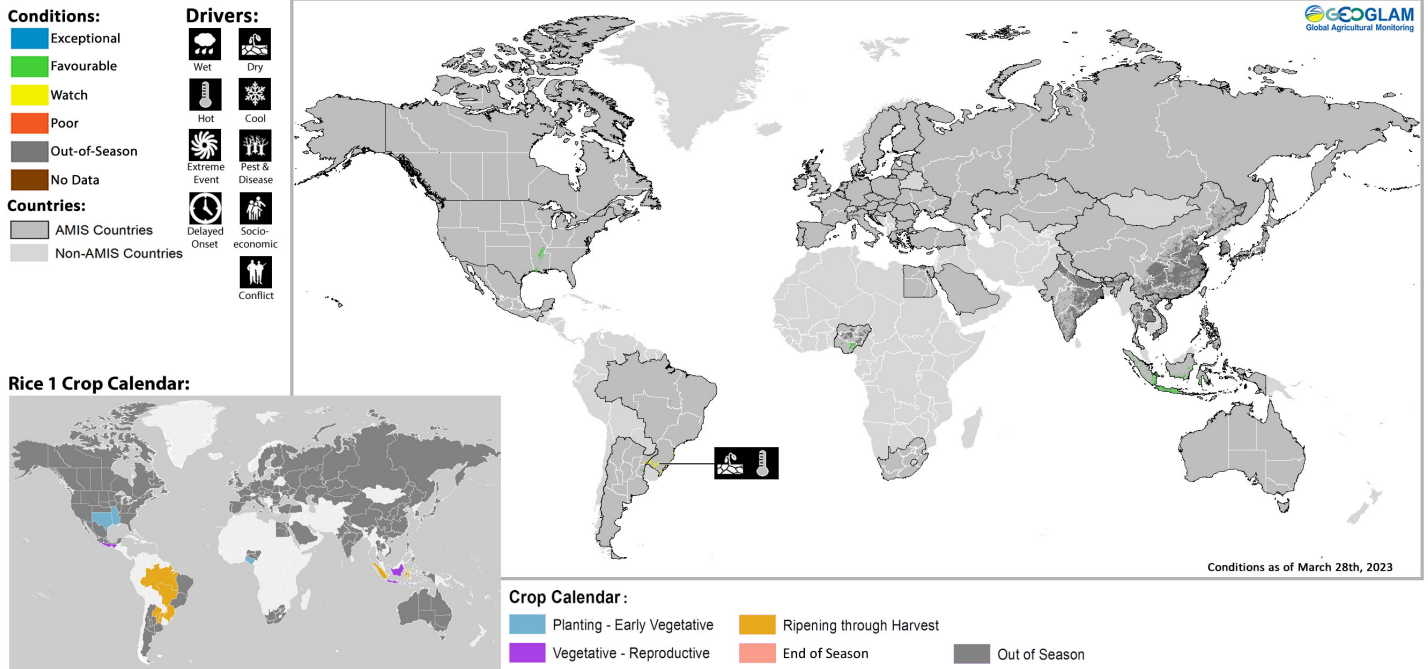 Conditions:
Exceptional
Favourable
Watch
Poor
Out-of-Season
No Data
Countries:
AMIS Countries
Non-AMIS Countries
Drivers:
Wet
Dry
Hot
Cool
Extreme
Event
Pest &
Disease
Delayed
Onset
Socio-
economic
Conflict
GEOGLAM
Global Agricultural Monitoring
Rice 1 Crop Calendar:
Conditions as of March 28th, 2023
Crop Calendar :
Planting - Early Vegetative
Ripening through Harvest
Vegetative - Reproductive
End of Season
Out of Season